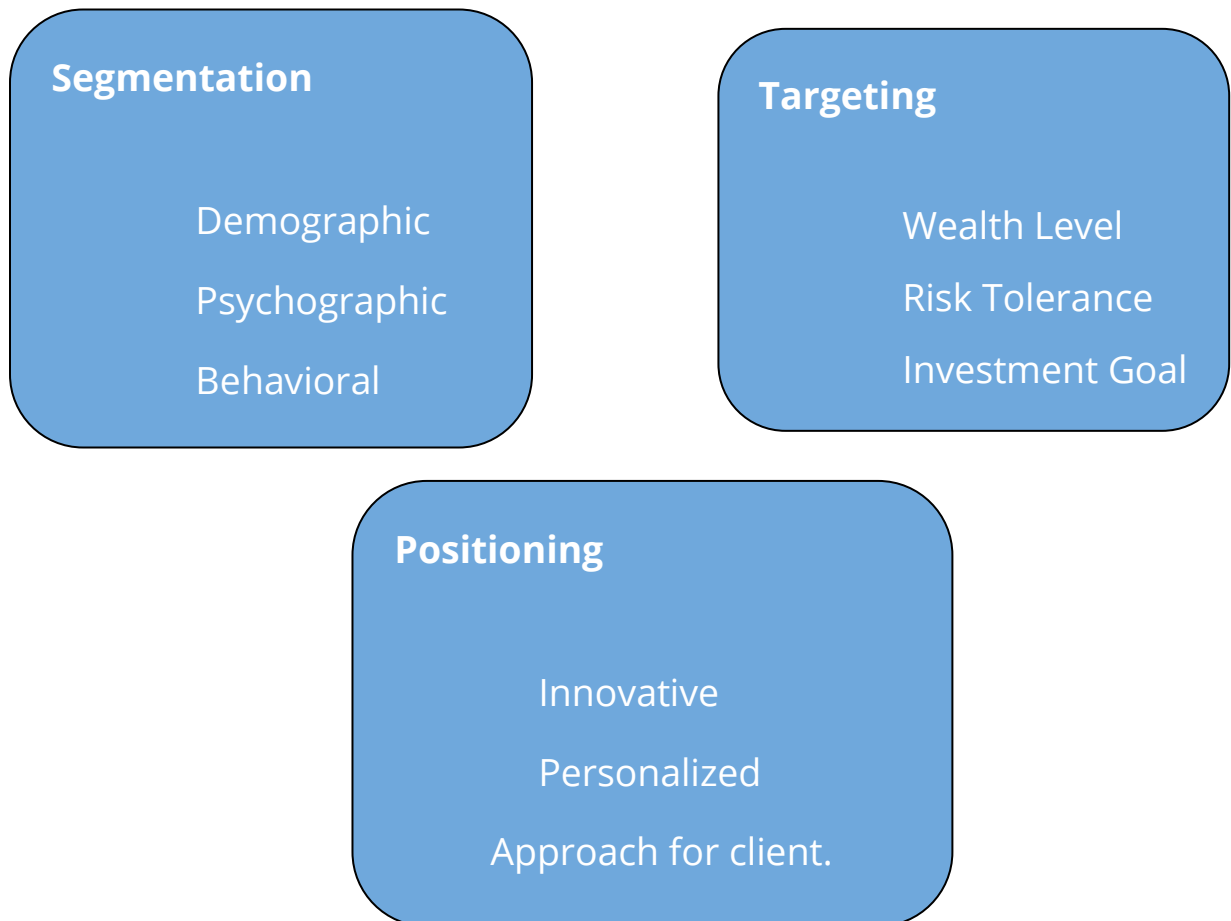 Segmentation
Demographic
Psychographic
Behavioral
Targeting
Wealth Level
Risk Tolerance
Investment Goal
Positioning
Innovative
Personalized
Approach for client.